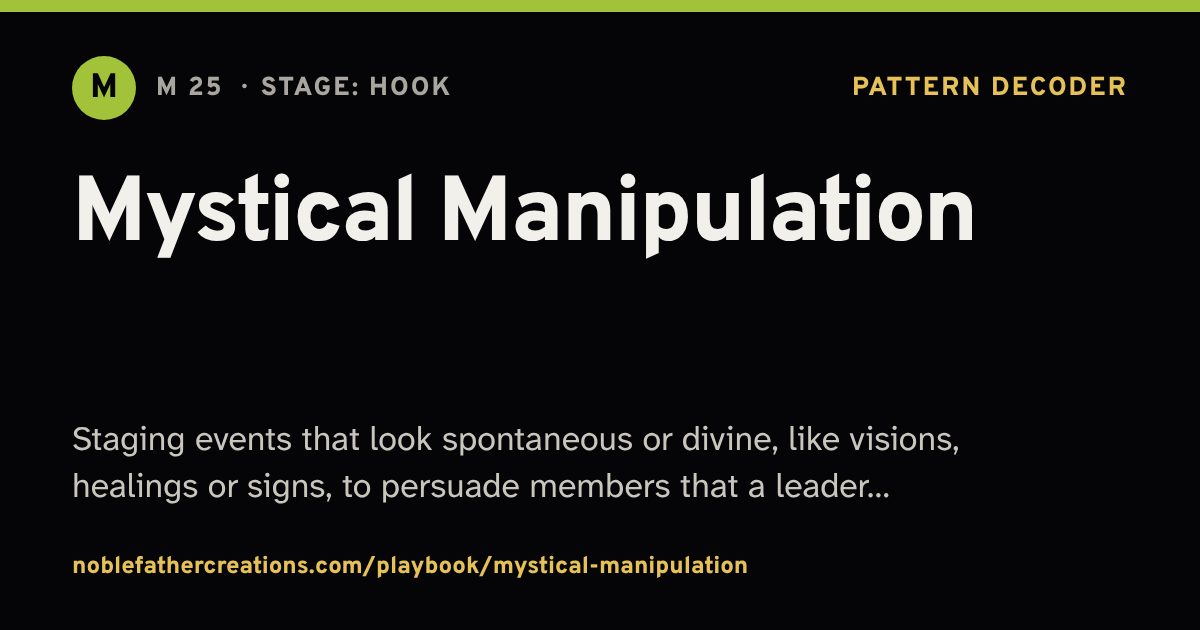 M
M 25 · STAGE: HOOK
PATTERN DECODER
Mystical Manipulation
Staging events that look spontaneous or divine, like visions,
healings or signs, to persuade members that a leader...
noblefathercreations.com/playbook/mystical-manipulation